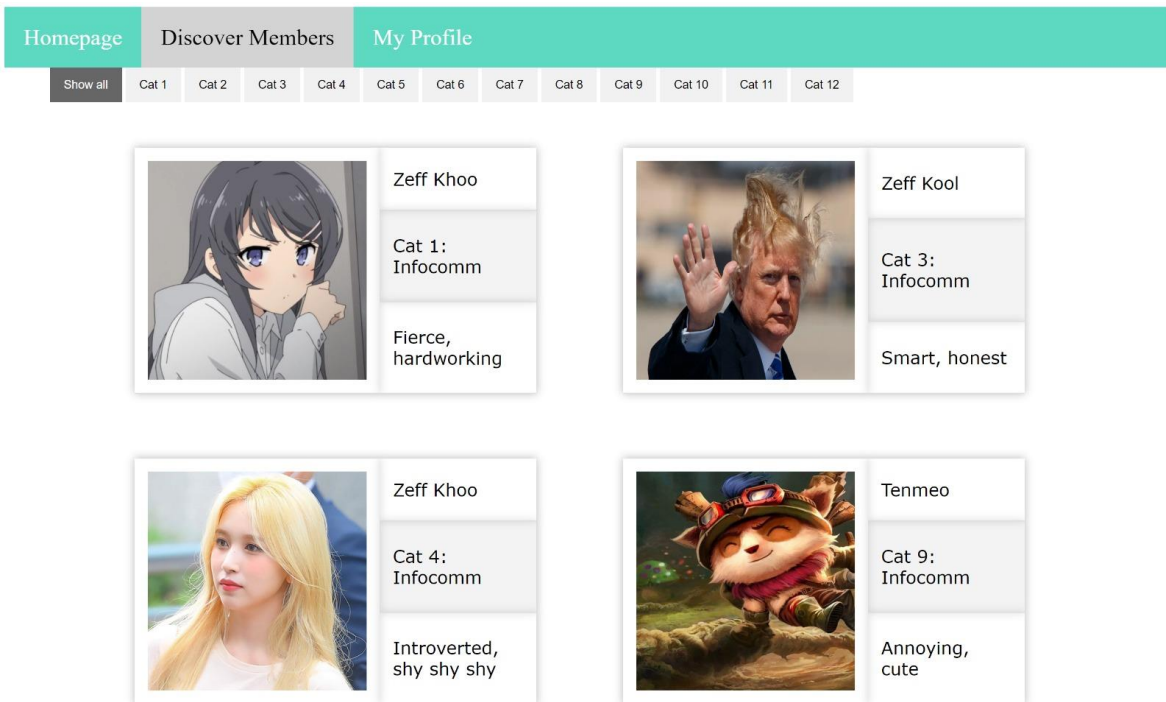 Homepage Discover Members My Profile
Show all Cat 1 Cat 2 Cat 3 Cat 4 Cat 5 Cat 6 Cat 7 Cat 8 Cat 9 Cat 10 Cat 11 Cat 12
Zeff Khoo
Cat 1:
Infocomm
Fierce,
hardworking
Zeff Kool
Cat 3:
Infocomm
Smart, honest
Zeff Khoo
Cat 4:
Infocomm
Introverted,
shy shy shy
Tenmeo
Cat 9:
Infocomm
Annoying,
cute